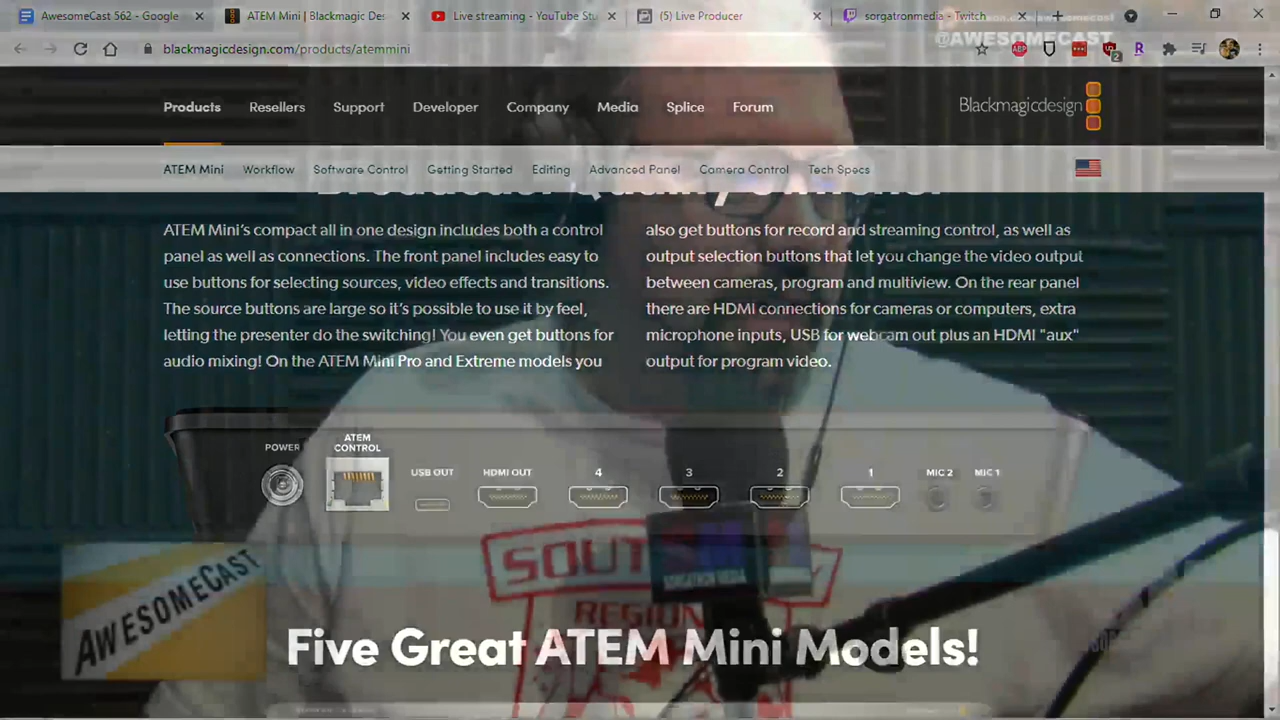 AwesomeCast 562 - Google
ATEM Mini | Blackmagic Des
Live streaming - YouTube Stu
(5) Live Producer
sorgatronmedia - Twitch
@AWESOMECAST
blackmagicdesign.com/products/atemmini
ABP
2
Products
Resellers
Support
Developer
Company
Media
Splice
Forum
Blackmagicdesign
ATEM Mini
Workflow
Software Control
Getting Started
Editing
Advanced Panel
Camera Control
Tech Specs
ATEM Mini's compact all in one design includes both a control
panel as well as connections. The front panel includes easy to
use buttons for selecting sources, video effects and transitions.
The source buttons are large so it's possible to use it by feel,
letting the presenter do the switching! You even get buttons for
audio mixing! On the ATEM Mini Pro and Extreme models you
also get buttons for record and streaming control, as well as
output selection buttons that let you change the video output
between cameras, program and multiview. On the rear panel
there are HDMI connections for cameras or computers, extra
microphone inputs, USB for webcam out plus an HDMI "aux"
output for program video.
POWER
ATEM
CONTROL
USB OUT
HDMI OUT
4
3
2
1
MIC 2
MIC 1
AWESOMECAST
REGION
Five Great ATEM Mini Models!